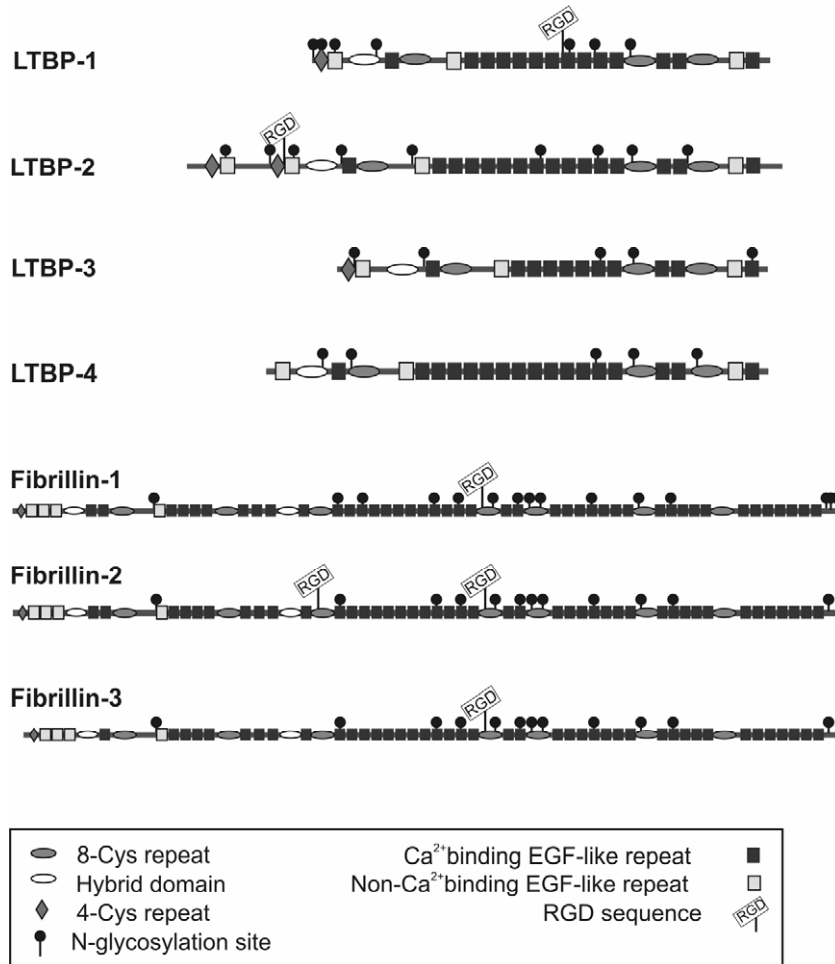 RGD
LTBP-1
RGD
LTBP-2
LTBP-3
LTBP-4
Fibrillin-1
RGD
Fibrillin-2
RGD
RGD
Fibrillin-3
RGD
8-Cys repeat
Hybrid domain
4-Cys repeat
N-glycosylation site
Ca²⁺binding EGF-like repeat
Non-Ca²⁺binding EGF-like repeat
RGD sequence
RGD